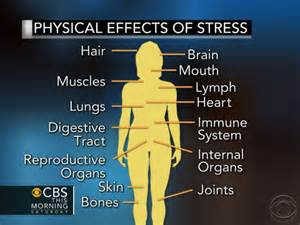 PHYSICAL EFFECTS OF STRESS
Hair
Brain
Mouth
Muscles
Lymph
Lungs
Heart
Digestive
Tract
Immune
System
Reproductive
Organs
Internal
Organs
Skin
Bones
Joints
CBS
THIS
MORNING
SATURDAY